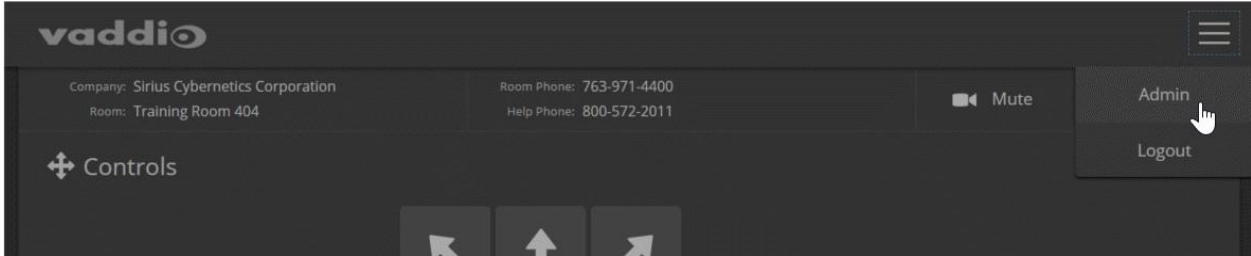 vaddio
Company: Sirius Cybernetics Corporation
Room: Training Room 404
Room Phone: 763-971-4400
Help Phone: 800-572-2011
Mute
Admin
Logout
Controls